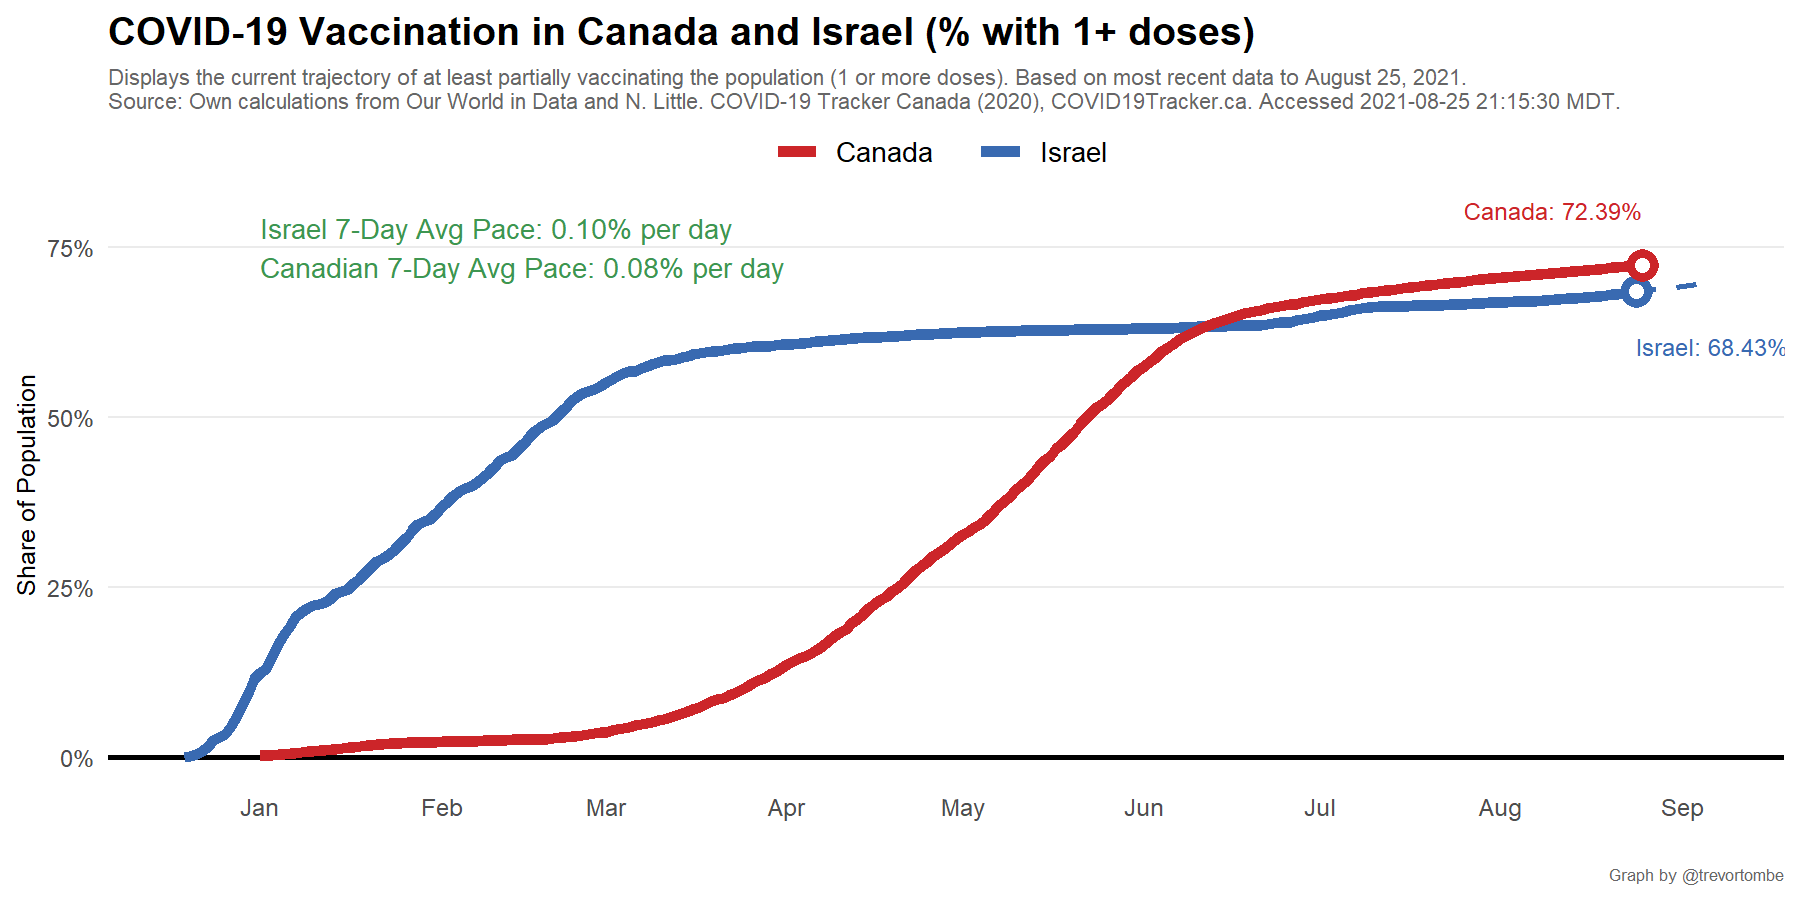 COVID-19 Vaccination in Canada and Israel (% with 1+ doses)
Displays the current trajectory of at least partially vaccinating the population (1 or more doses). Based on most recent data to August 25, 2021.
Source: Own calculations from Our World in Data and N. Little. COVID-19 Tracker Canada (2020), COVID19Tracker.ca. Accessed 2021-08-25 21:15:30 MDT.
Canada Israel
Canada: 72.39%
Israel 7-Day Avg Pace: 0.10% per day
Canadian 7-Day Avg Pace: 0.08% per day
Israel: 68.43%
Share of Population
75%
50%
25%
0%
Jan Feb Mar Apr May Jun Jul Aug Sep
Graph by @trevortombe